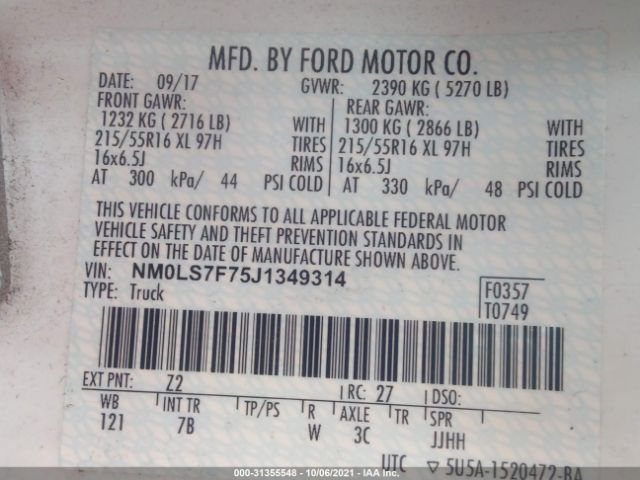 MFD. BY FORD MOTOR CO.
DATE: 09/17 GVWR: 2390 KG ( 5270 LB)
FRONT GAWR: REAR GAWR:
1232 KG ( 2716 LB) WITH 1300 KG ( 2866 LB) WITH
215/55R16 XL 97H TIRES 215/55R16 XL 97H TIRES
16x6.5J RIMS 16x6.5J RIMS
AT 300 kPa/ 44 PSI COLD AT 330 kPa/ 48 PSI COLD
THIS VEHICLE CONFORMS TO ALL APPLICABLE FEDERAL MOTOR
VEHICLE SAFETY AND THEFT PREVENTION STANDARDS IN
EFFECT ON THE DATE OF MANUFACTURE SHOWN ABOVE.
VIN: NM0LS7F75J1349314
TYPE: Truck
F0357
T0749
EXT PNT: Z2 RC: 27 DSO:
WB INT TR TP/PS R AXLE TR SPR
121 7B W 3C JJHH
UTC ▽ 5U5A-1520472-BA
000-31355548 - 10/06/2021 - IAA Inc.